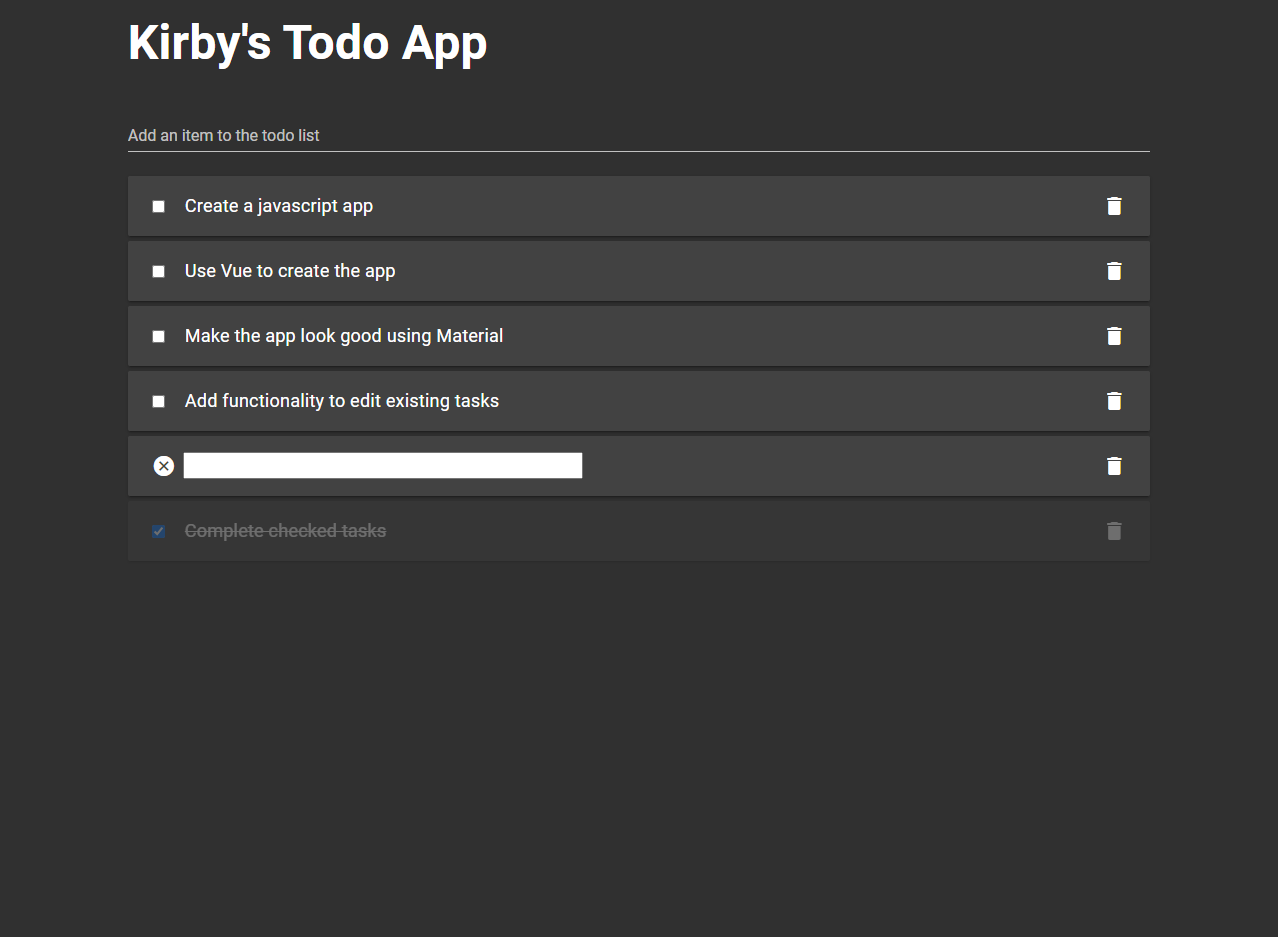 Kirby's Todo App
Add an item to the todo list
Create a javascript app
Use Vue to create the app
Make the app look good using Material
Add functionality to edit existing tasks
Complete checked tasks